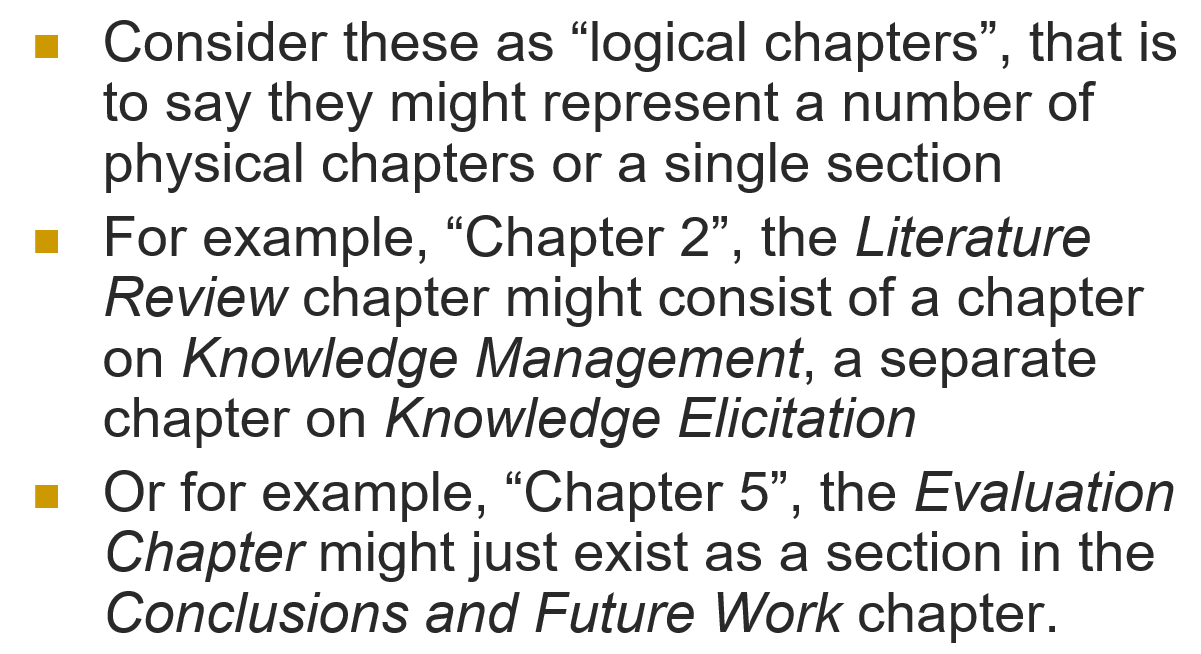 Consider these as “logical chapters”, that is
to say they might represent a number of
physical chapters or a single section
For example, “Chapter 2”, the Literature
Review chapter might consist of a chapter
on Knowledge Management, a separate
chapter on Knowledge Elicitation
Or for example, “Chapter 5”, the Evaluation
Chapter might just exist as a section in the
Conclusions and Future Work chapter.